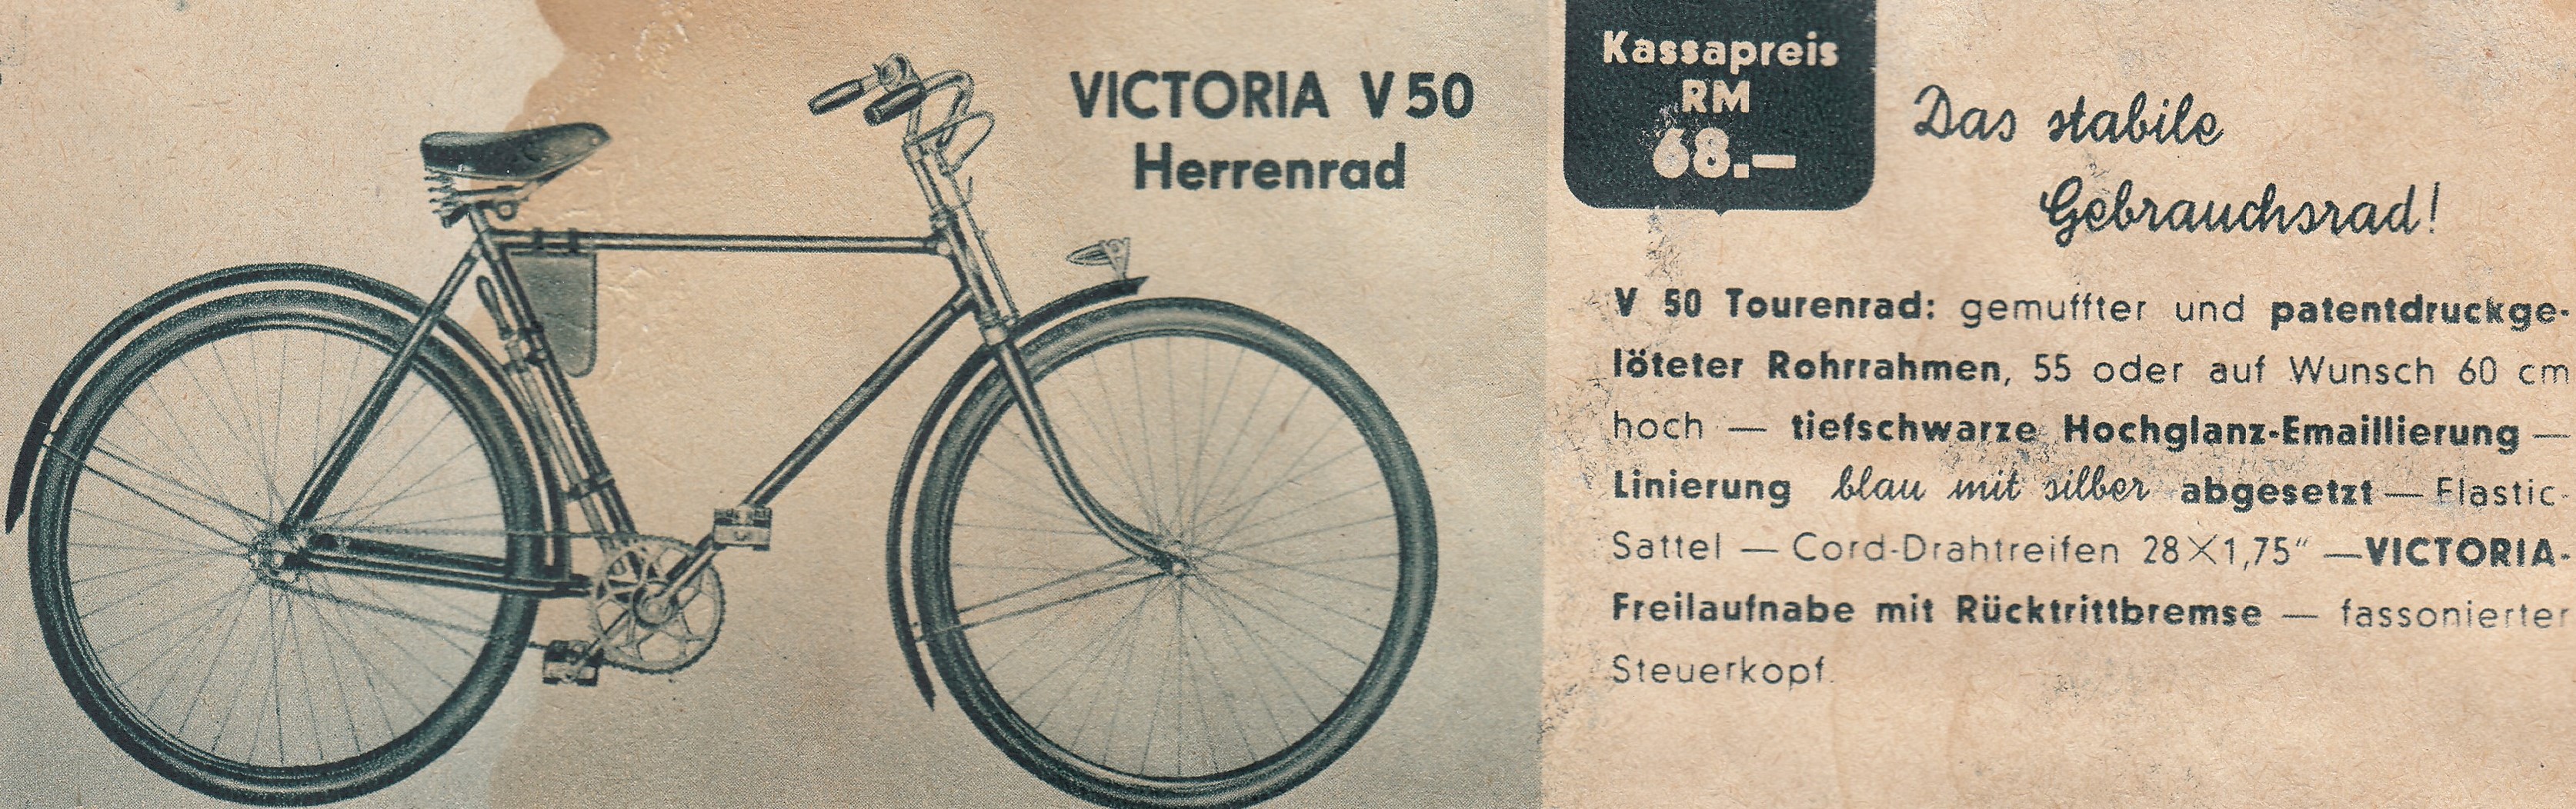 VICTORIA V 50
Herrenrad
Kassapreis
RM
68.—
Das stabile
Gebrauchsrad!
V 50 Tourenrad: gemuffter und patentdruckge-
löteter Rohrrahmen, 55 oder auf Wunsch 60 cm
hoch — tiefschwarze Hochglanz-Emaillierung —
Linierung blau mit silber abgesetzt — Elastic-
Sattel — Cord-Drahtreifen 28×1,75“ — VICTORIA-
Freilaufnabe mit Rücktrittbremse — fassonierter
Steuerkopf.